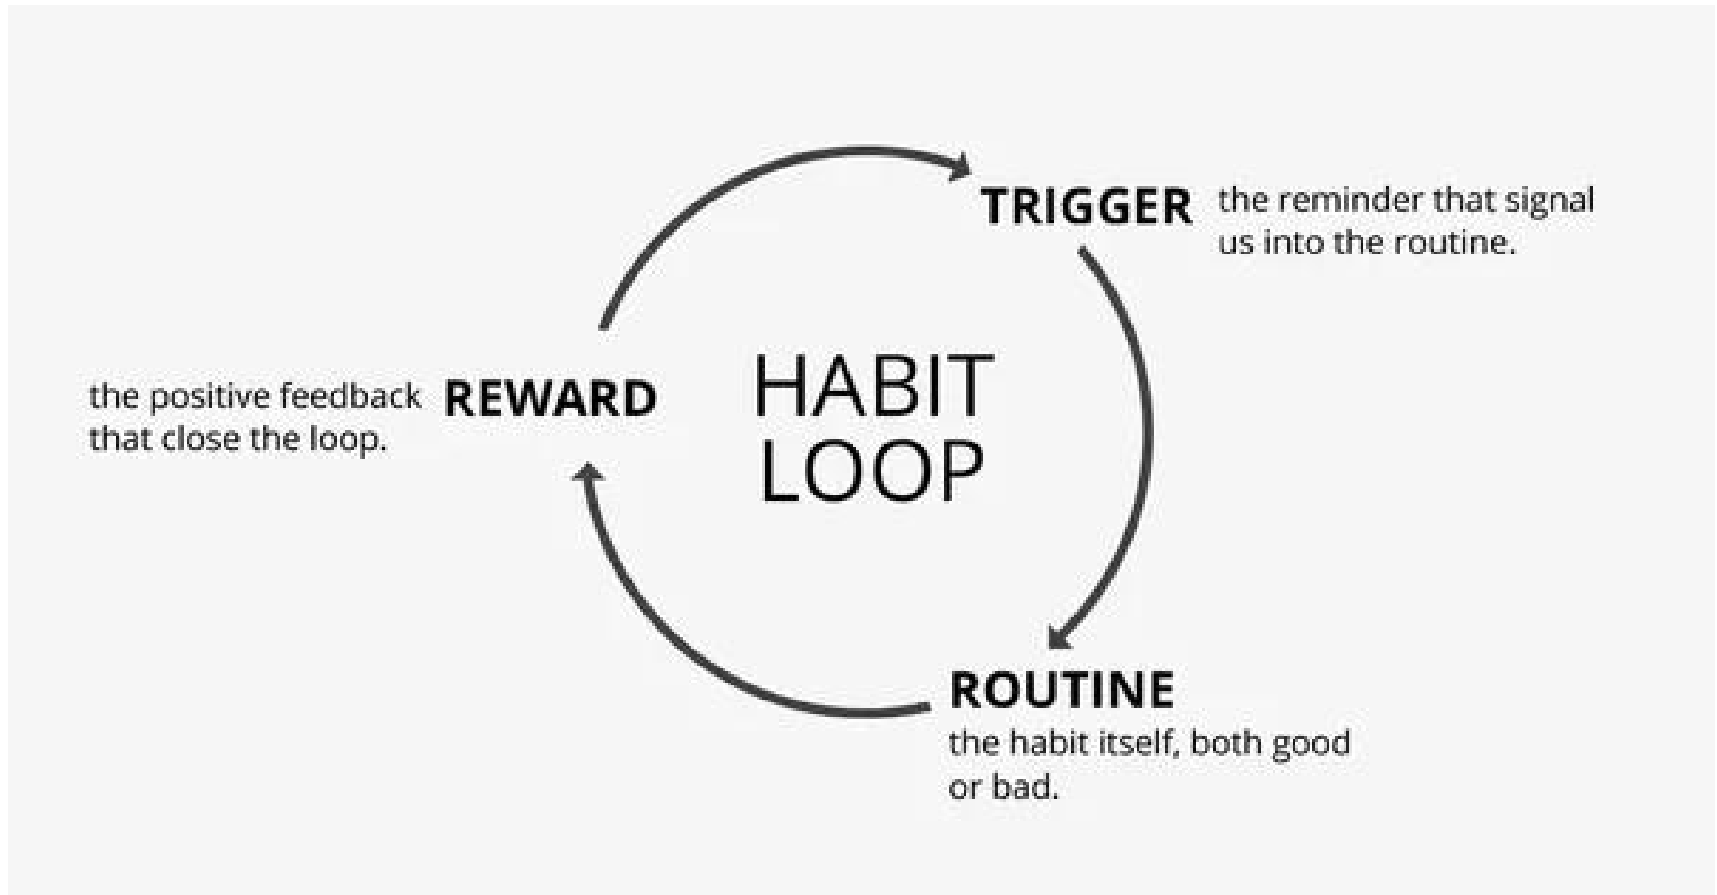 TRIGGER
the reminder that signal
us into the routine.
HABIT
LOOP
the positive feedback
that close the loop.
REWARD
ROUTINE
the habit itself, both good
or bad.